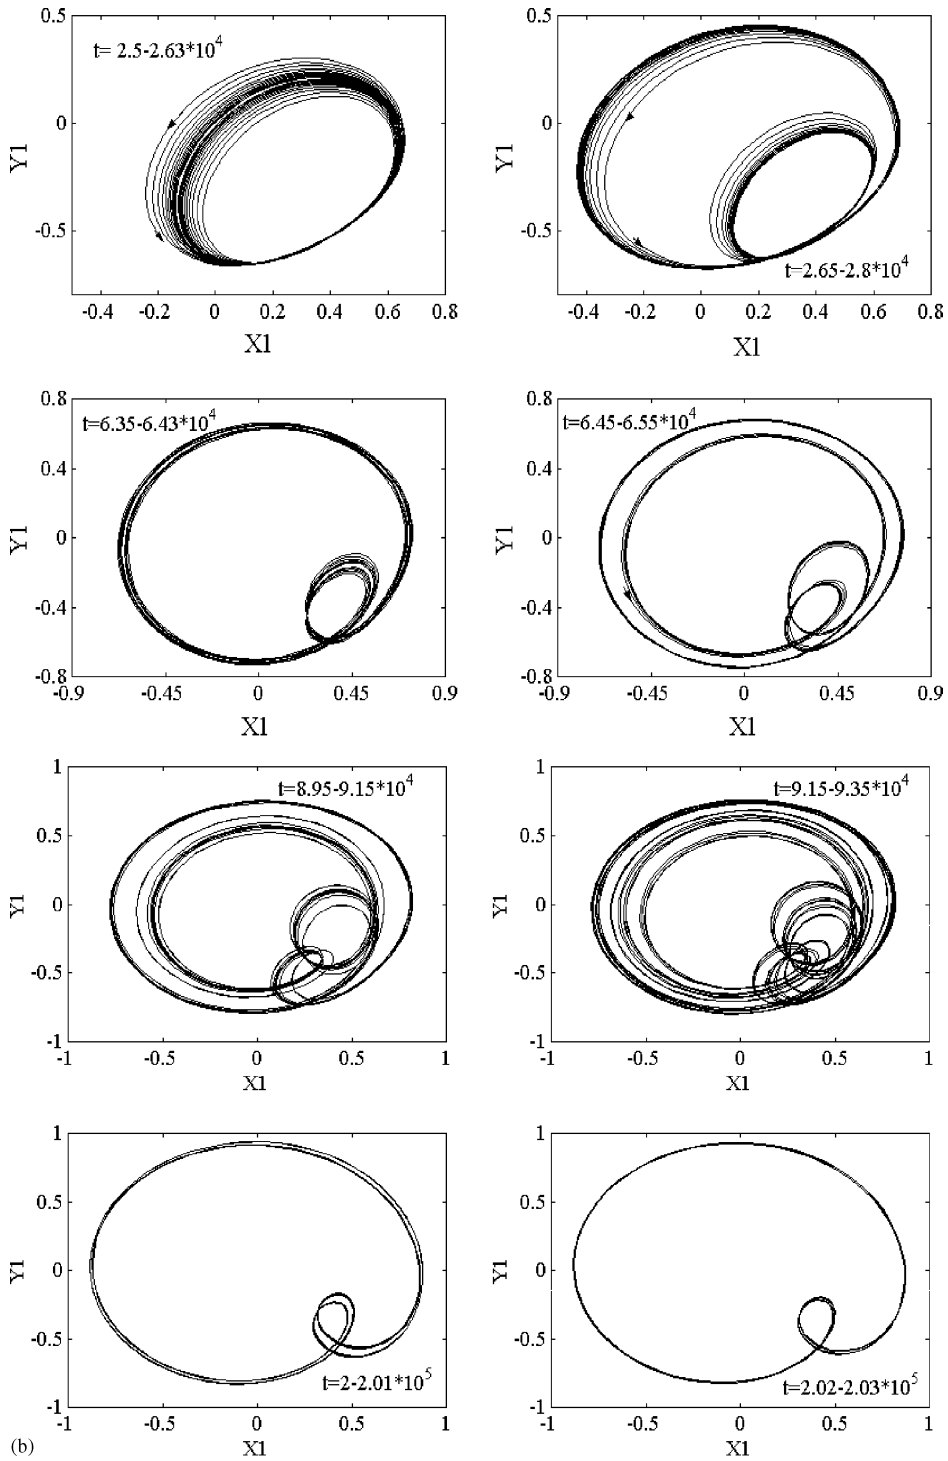 0.5
t= 2.5-2.63*10^4
0
Y1
-0.5
-0.4 -0.2 0 0.2 0.4 0.6 0.8
X1
0.5
0
Y1
-0.5
t=2.65-2.8*10^4
-0.4 -0.2 0 0.2 0.4 0.6 0.8
X1
0.8
t=6.35-6.43*10^4
0.4
Y1
0
-0.4
-0.8
-0.9 -0.45 0 0.45 0.9
X1
0.8
t=6.45-6.55*10^4
0.4
Y1
0
-0.4
-0.8
-0.9 -0.45 0 0.45 0.9
X1
1
t=8.95-9.15*10^4
0.5
Y1
0
-0.5
-1
-1 -0.5 0 0.5 1
X1
1
t=9.15-9.35*10^4
0.5
Y1
0
-0.5
-1
-1 -0.5 0 0.5 1
X1
1
0.5
Y1
0
-0.5
t=2-2.01*10^5
-1
-1 -0.5 0 0.5 1
X1
1
0.5
Y1
0
-0.5
t=2.02-2.03*10^5
-1
-1 -0.5 0 0.5 1
X1
(b)